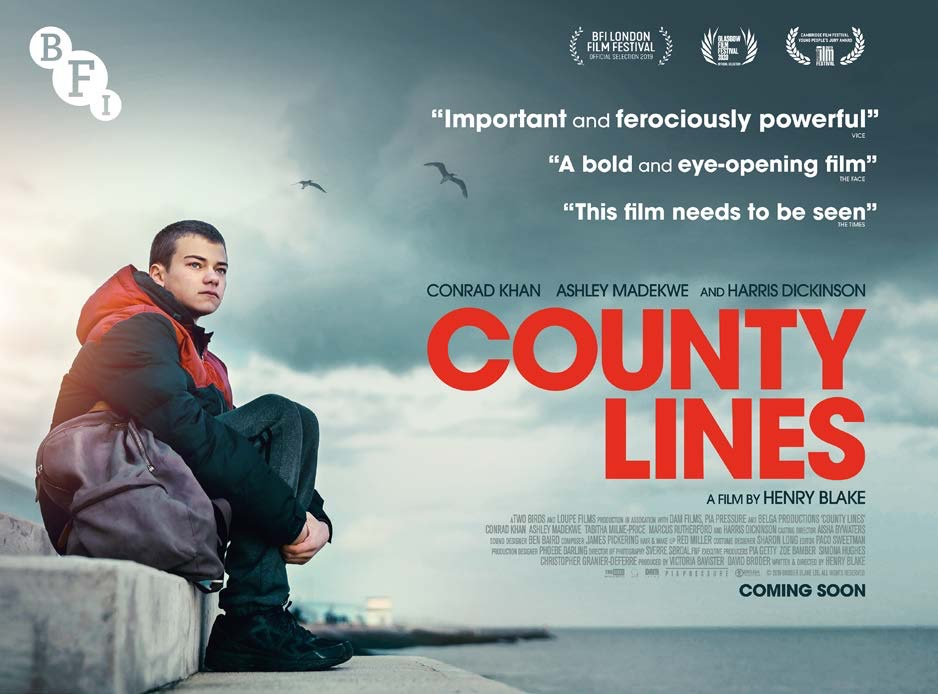 BFI
BFI LONDON
FILM FESTIVAL
OFFICIAL SELECTION 2019
GLASGOW
FILM
FESTIVAL
2020
OFFICIAL SELECTION
CAMBRIDGE FILM FESTIVAL
YOUNG PEOPLE'S JURY AWARD
FILM
FESTIVAL
“Important and ferociously powerful”
VICE
“A bold and eye-opening film”
THE FACE
“This film needs to be seen”
THE TIMES
CONRAD KHAN ASHLEY MADEKWE AND HARRIS DICKINSON
COUNTY
LINES
A FILM BY HENRY BLAKE
A TWO BIRDS AND LOUPE FILMS PRODUCTION IN ASSOCIATION WITH DAM FILMS, PIA PRESSURE AND BELGA PRODUCTIONS 'COUNTY LINES'
CONRAD KHAN ASHLEY MADEKWE TABITHA MILNE-PRICE MARCUS RUTHERFORD AND HARRIS DICKINSON CASTING DIRECTOR AISHA BYWATERS
SOUND DESIGNER BEN BAIRD COMPOSER JAMES PICKERING HAIR & MAKE UP RED MILLER COSTUME DESIGNER SHARON LONG EDITOR PACO SWEETMAN
PRODUCTION DESIGNER PHOEBE DARLING DIRECTOR OF PHOTOGRAPHY SVERRE SØRDAL, FNF EXECUTIVE PRODUCERS PIA GETTY ZOE BAMBER SIMONA HUGHES
CHRISTOPHER GRANIER-DEFERRE PRODUCED BY VICTORIA BAVISTER DAVID BRODER WRITTEN & DIRECTED BY HENRY BLAKE
PIA PRESSURE © 2019 BRODER BLAKE LTD. ALL RIGHTS RESERVED
COMING SOON